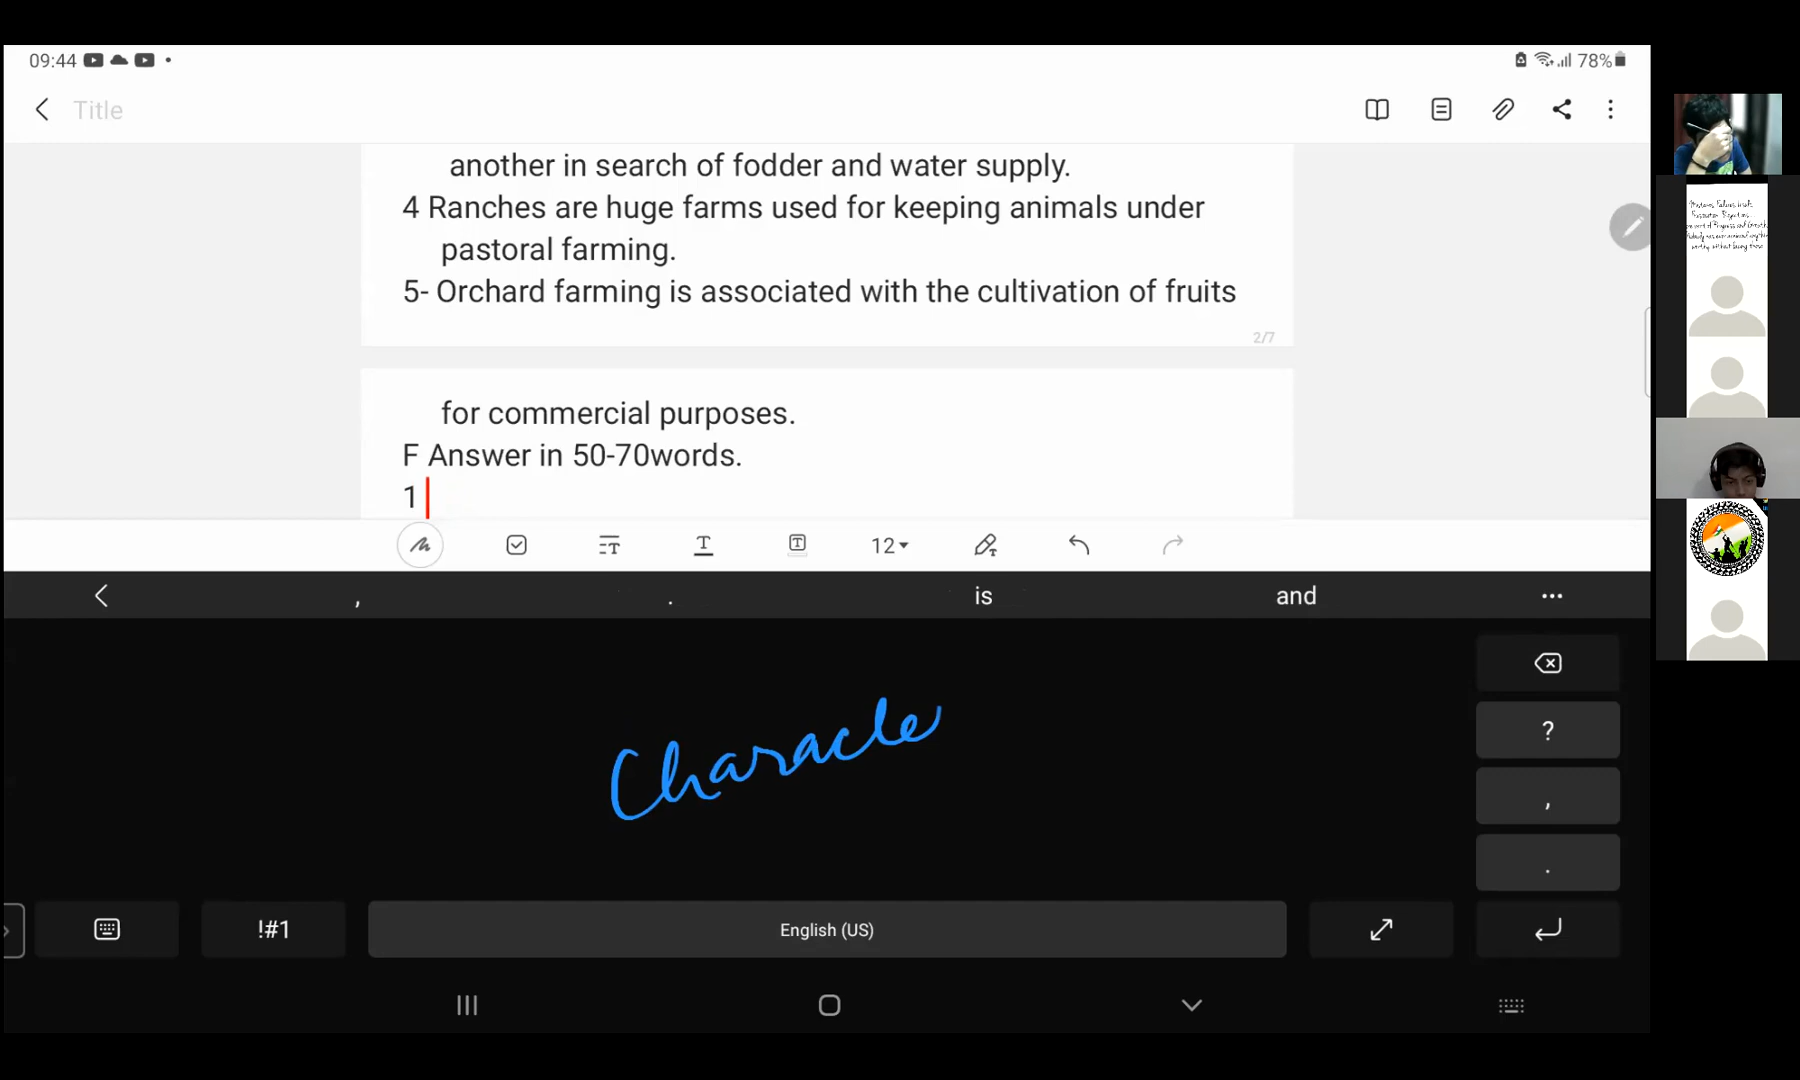 09:44
78%
Title
another in search of fodder and water supply.
4 Ranches are huge farms used for keeping animals under
pastoral farming.
5- Orchard farming is associated with the cultivation of fruits
2/7
for commercial purposes.
F Answer in 50-70words.
1
12
, . is and ...
Characte
?
,
.
!#1
English (US)